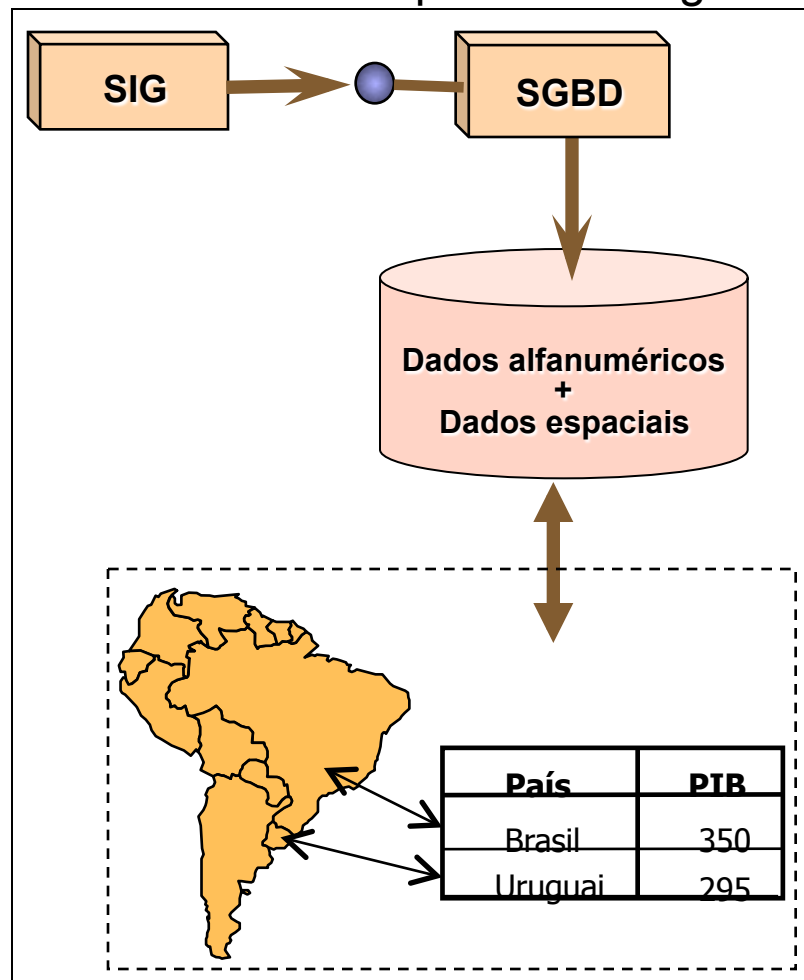 SIG
SGBD
Dados alfanuméricos
+
Dados espaciais
País PIB
Brasil 350
Uruguai 295